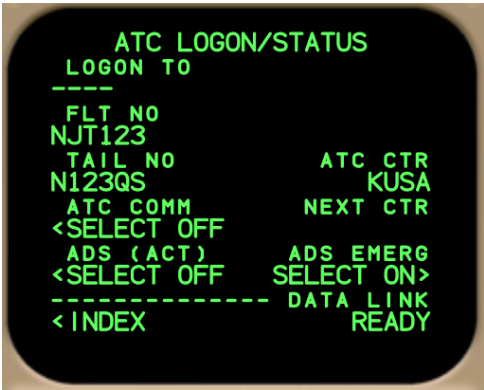 ATC LOGON/STATUS
LOGON TO
----
FLT NO
NJT123
TAIL NO ATC CTR
N123QS KUSA
ATC COMM NEXT CTR
<SELECT OFF
ADS (ACT) ADS EMERG
<SELECT OFF SELECT ON>
-------------- DATA LINK
<INDEX READY